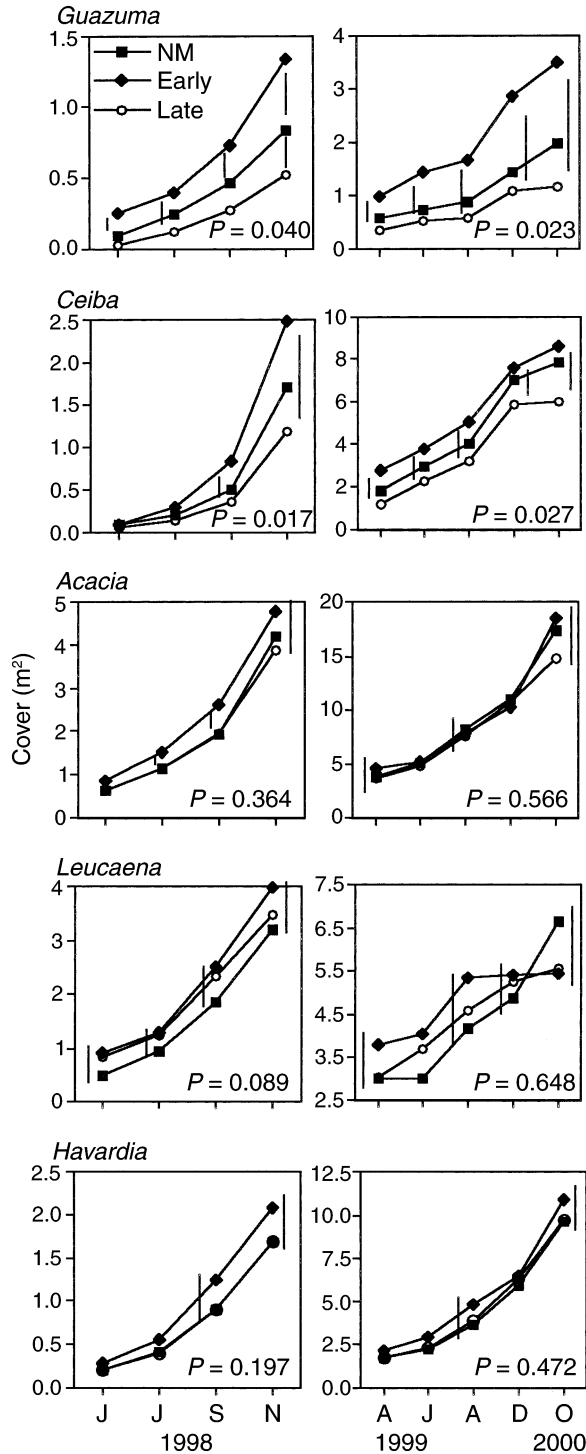 Guazuma
1.5
1.0
0.5
0.0
NM
Early
Late
P = 0.040
4
3
2
1
0
P = 0.023
Ceiba
2.5
2.0
1.5
1.0
0.5
0.0
P = 0.017
10
8
6
4
2
0
P = 0.027
Acacia
Cover (m²)
5
4
3
2
1
0
P = 0.364
20
15
10
5
0
P = 0.566
Leucaena
4
3
2
1
0
P = 0.089
7.5
6.5
5.5
4.5
3.5
2.5
P = 0.648
Havardia
2.5
2.0
1.5
1.0
0.5
0.0
P = 0.197
J J S N
1998
12.5
10.0
7.5
5.0
2.5
0.0
P = 0.472
A J A D O
1999 2000